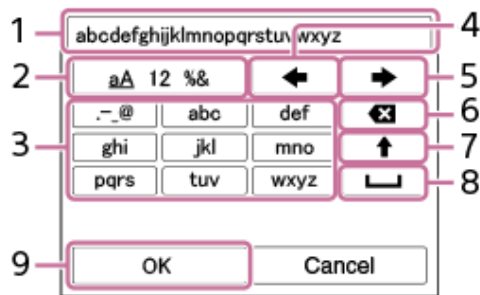 4
1 abcdefghijklmnopqrstuvwxyz
2 aA 12 %& 5
.-_@ abc def 6
3 ghi jkl mno 7
pqrs tuv wxyz 8
9 OK Cancel